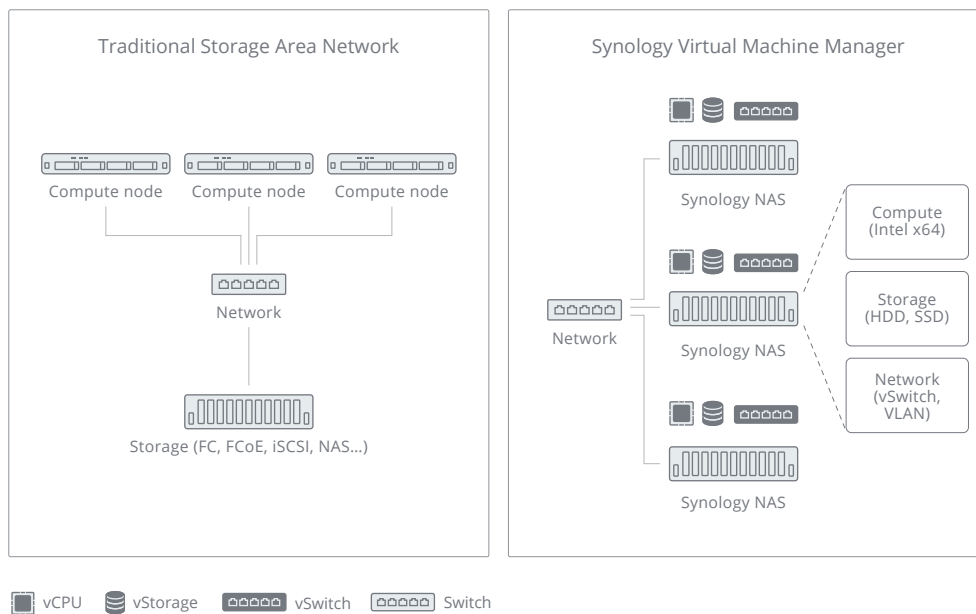 Traditional Storage Area Network
Compute node
Compute node
Compute node
Network
Storage (FC, FCoE, iSCSI, NAS...)
Synology Virtual Machine Manager
Synology NAS
Network
Synology NAS
Synology NAS
Compute
(Intel x64)
Storage
(HDD, SSD)
Network
(vSwitch,
VLAN)
vCPU
vStorage
vSwitch
Switch